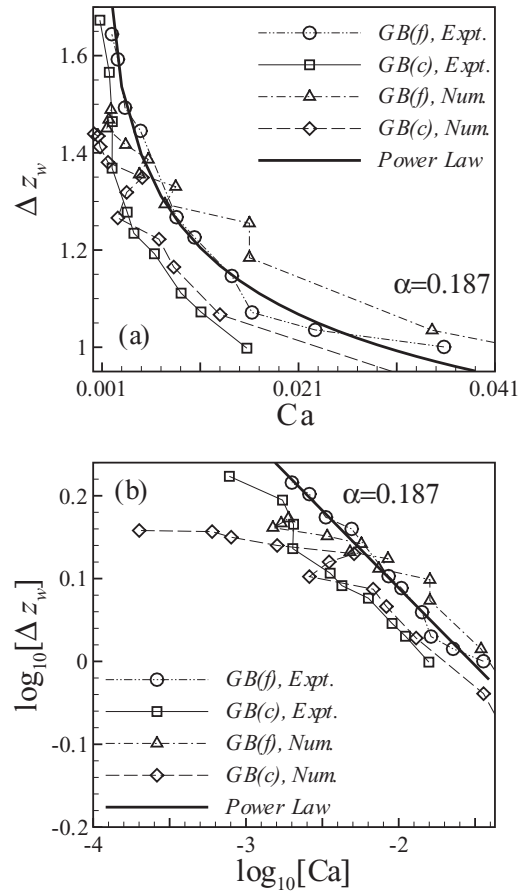 1.6
1.4
1.2
1
Δ z_w
GB(f), Expt.
GB(c), Expt.
GB(f), Num.
GB(c), Num.
Power Law
α=0.187
(a)
0.001
0.021
0.041
Ca
(b)
α=0.187
0.2
0.1
0
-0.1
-0.2
log₁₀[Δ z_w]
GB(f), Expt.
GB(c), Expt.
GB(f), Num.
GB(c), Num.
Power Law
-4
-3
-2
log₁₀[Ca]